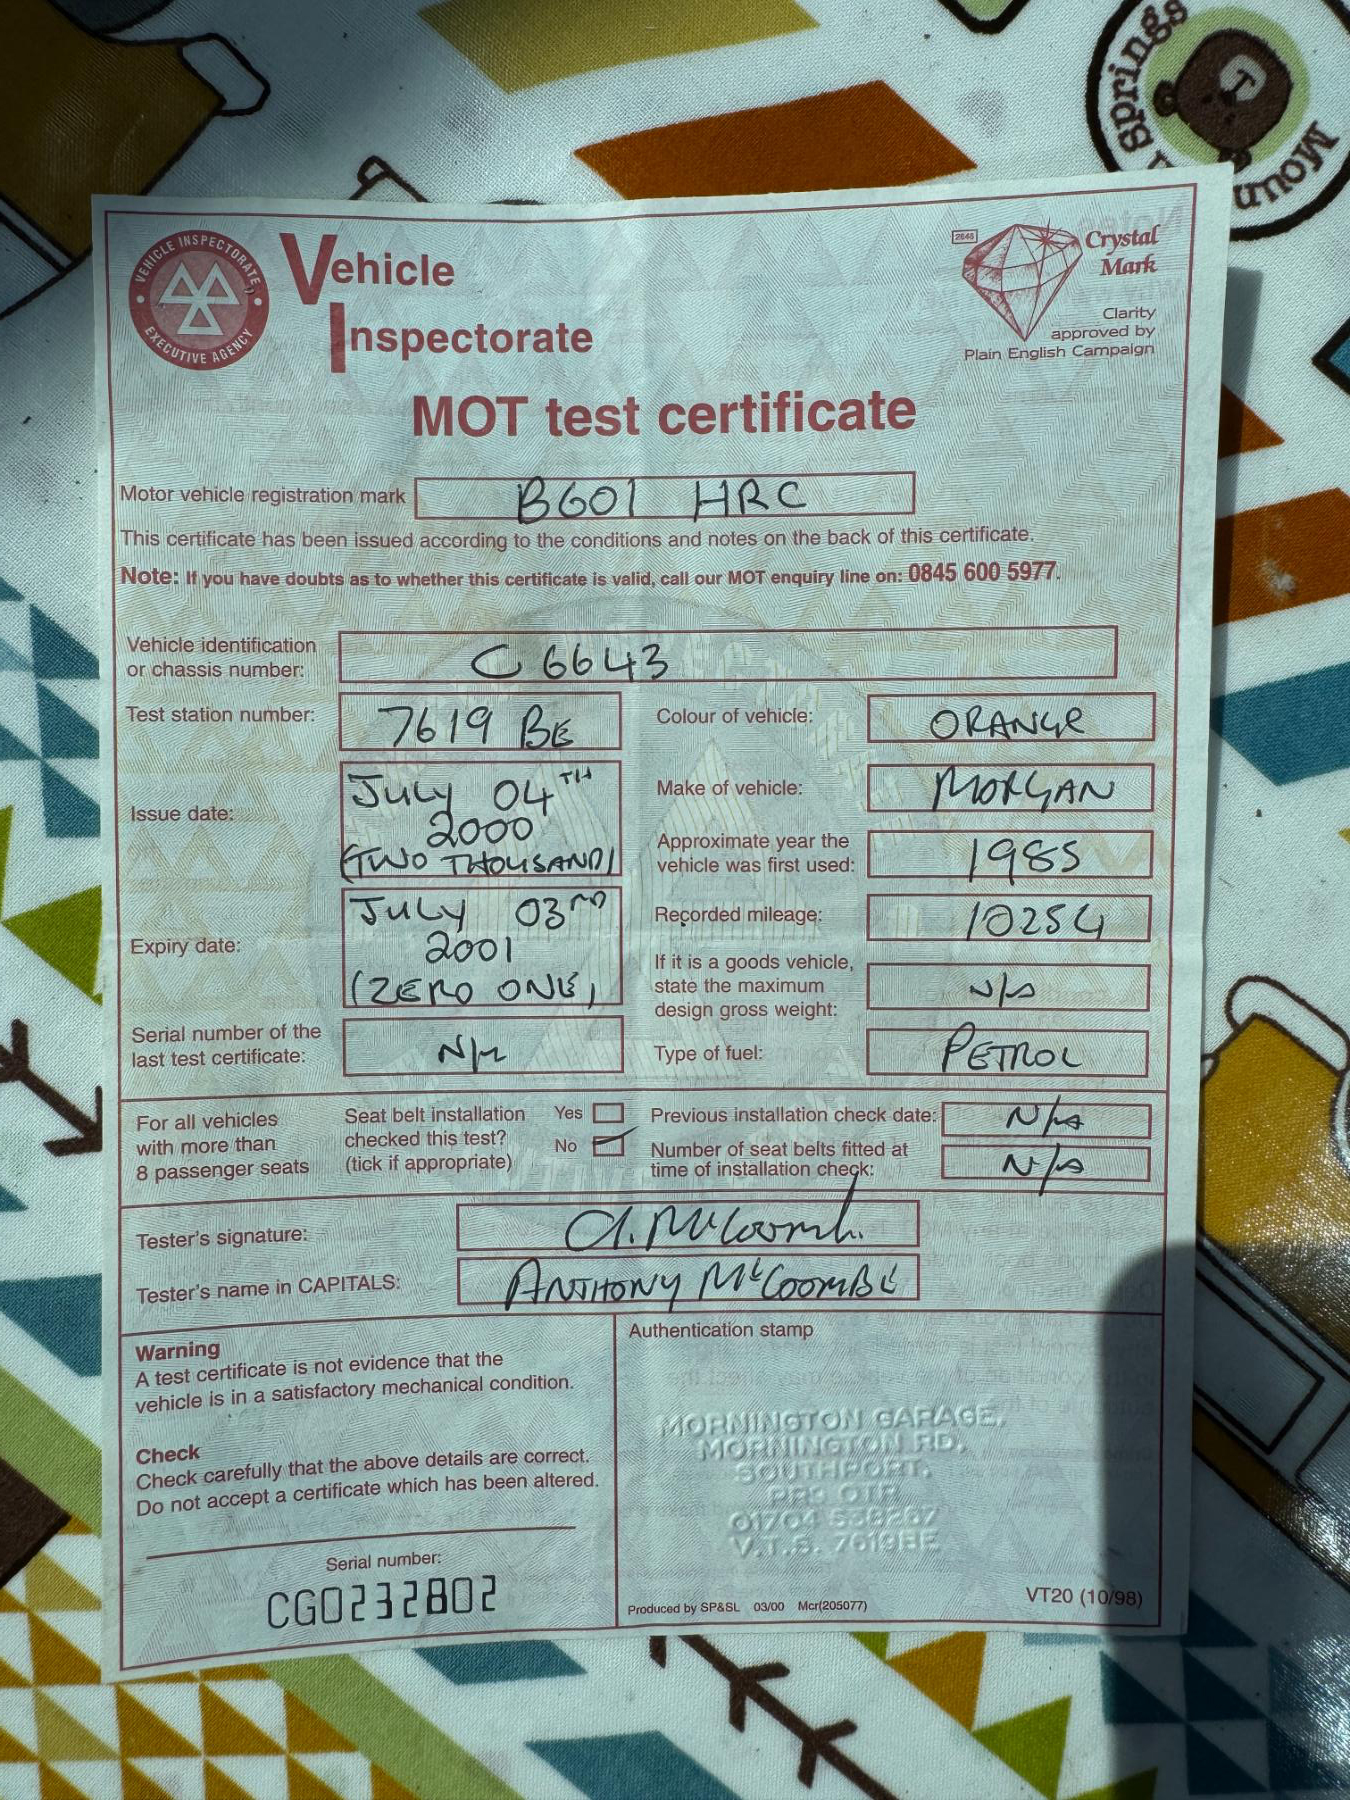 Springs
Moun
VEHICLE INSPECTORATE
EXECUTIVE AGENCY
Vehicle
Inspectorate
2645
Crystal
Mark
Clarity
approved by
Plain English Campaign
MOT test certificate
Motor vehicle registration mark B601 HRC
This certificate has been issued according to the conditions and notes on the back of this certificate.
Note: If you have doubts as to whether this certificate is valid, call our MOT enquiry line on: 0845 600 5977.
Vehicle identification
or chassis number: C6643
Test station number: 7619 BE
Colour of vehicle: ORANGE
Issue date: JULY 04TH
2000
(TWO THOUSAND)
Make of vehicle: MORGAN
Approximate year the
vehicle was first used: 1985
Expiry date: JULY 03RD
2001
(ZERO ONE)
Recorded mileage: 10254
If it is a goods vehicle,
state the maximum
design gross weight: N/A
Serial number of the
last test certificate: N/A
Type of fuel: PETROL
For all vehicles
with more than
8 passenger seats
Seat belt installation
checked this test?
(tick if appropriate)
Yes
No
Previous installation check date: N/A
Number of seat belts fitted at
time of installation check: N/A
Tester's signature: A. McCoomb.
Tester's name in CAPITALS: ANTHONY McCOOMBE
Warning
A test certificate is not evidence that the
vehicle is in a satisfactory mechanical condition.
Check
Check carefully that the above details are correct.
Do not accept a certificate which has been altered.
Serial number:
CG0232802
Authentication stamp
MORNINGTON GARAGE,
MORNINGTON RD,
SOUTHPORT.
PR9 0TR
01704 538267
V.T.S. 7619BE
Produced by SP&SL 03/00 Mcr(205077)
VT20 (10/98)